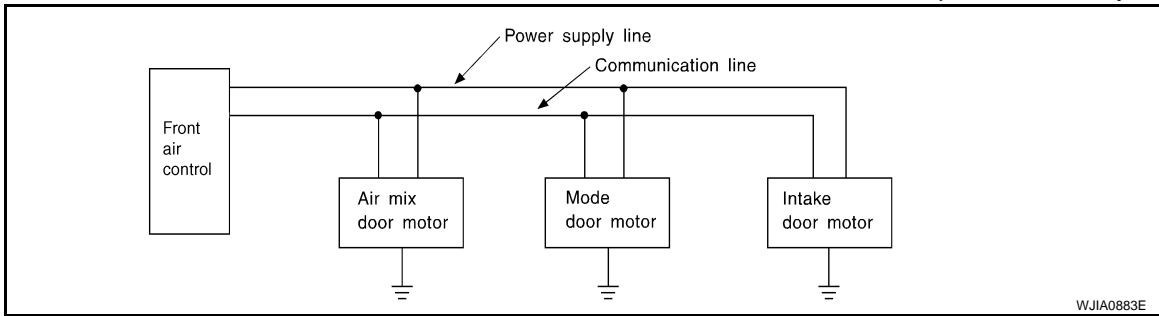 Power supply line
Communication line
Front
air
control
Air mix
door motor
Mode
door motor
Intake
door motor
WJIA0883E